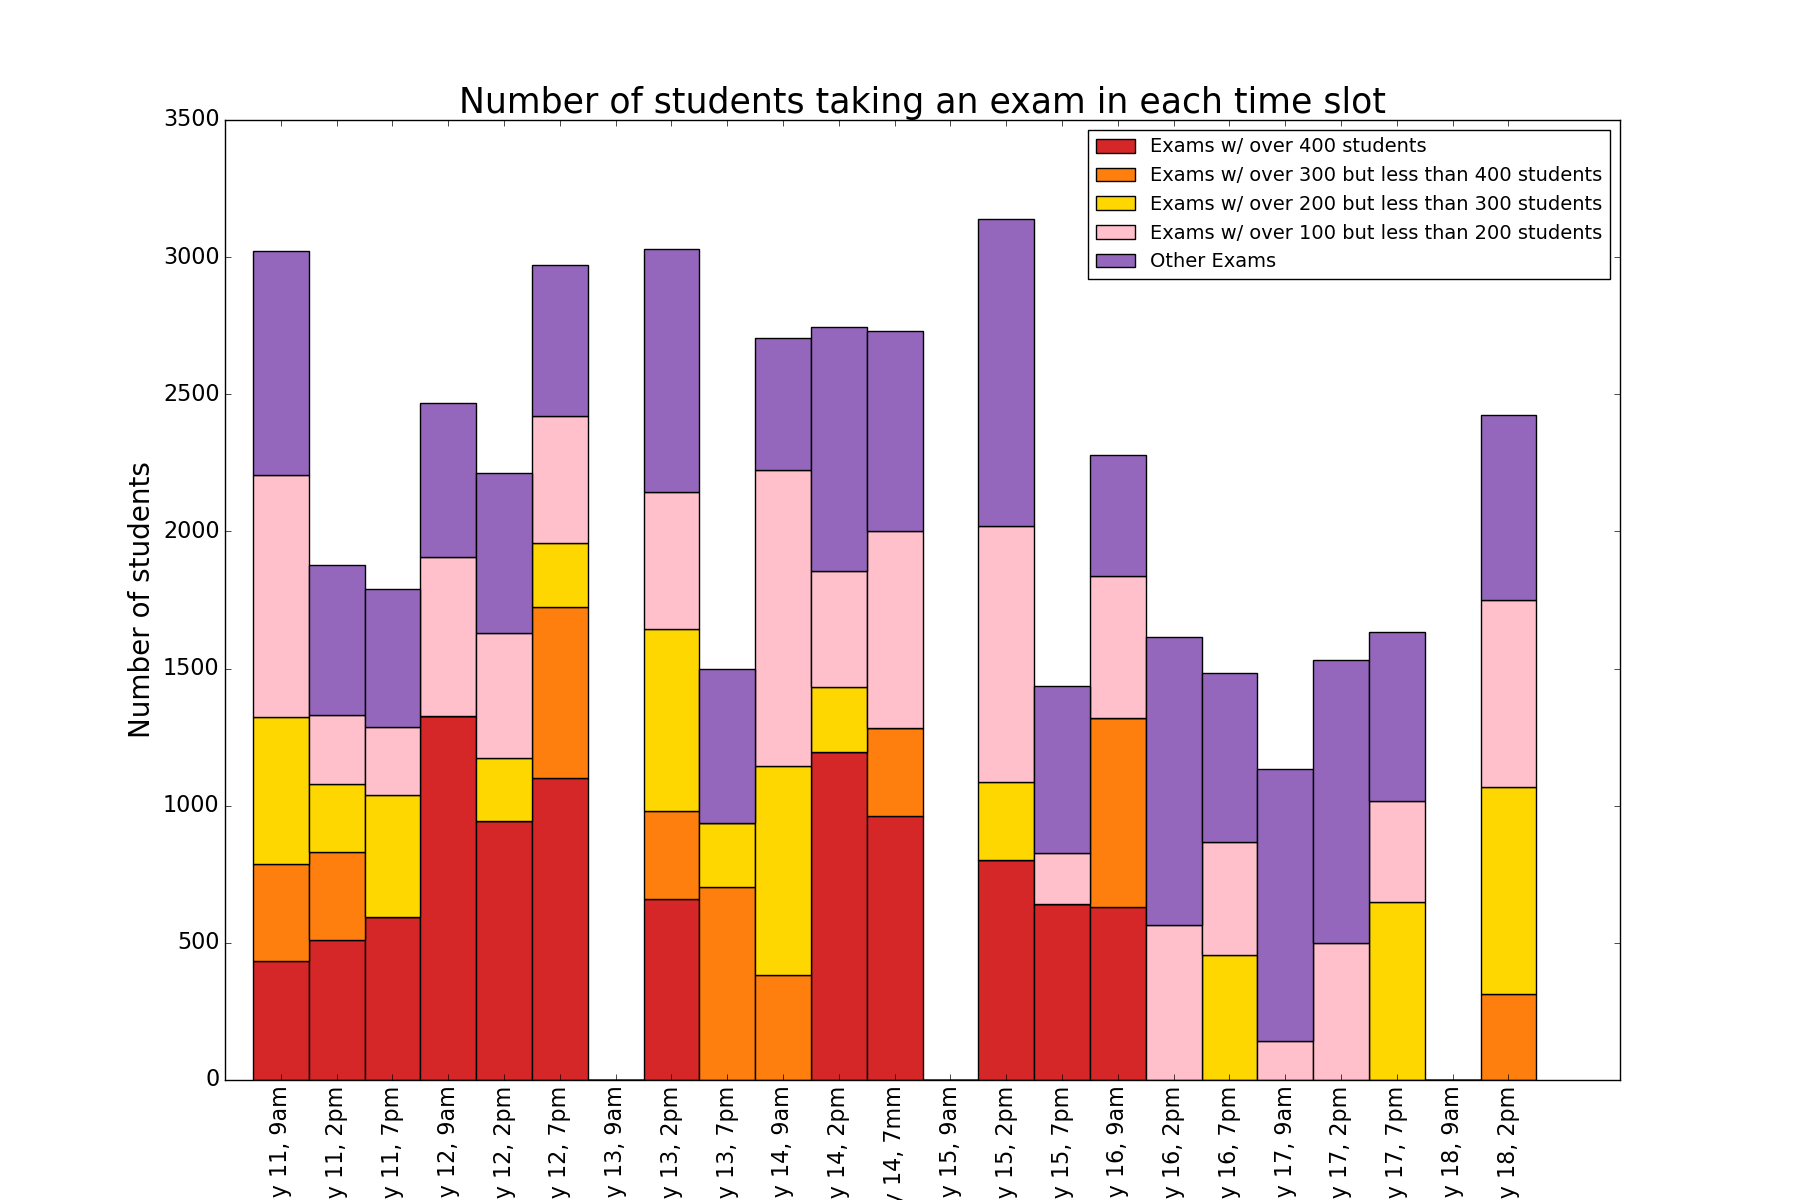 Number of students taking an exam in each time slot
Number of students
3500
3000
2500
2000
1500
1000
500
0
Exams w/ over 400 students
Exams w/ over 300 but less than 400 students
Exams w/ over 200 but less than 300 students
Exams w/ over 100 but less than 200 students
Other Exams
y 11, 9am
y 11, 2pm
y 11, 7pm
y 12, 9am
y 12, 2pm
y 12, 7pm
y 13, 9am
y 13, 2pm
y 13, 7pm
y 14, 9am
y 14, 2pm
y 14, 7mm
y 15, 9am
y 15, 2pm
y 15, 7pm
y 16, 9am
y 16, 2pm
y 16, 7pm
y 17, 9am
y 17, 2pm
y 17, 7pm
y 18, 9am
y 18, 2pm